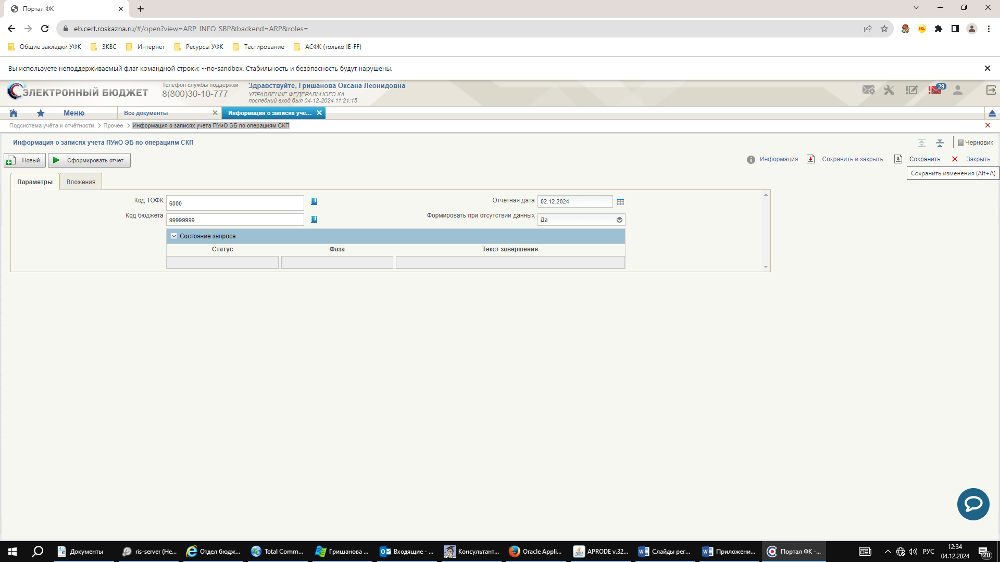 Портал ФК
eb.cert.roskazna.ru/#/open?view=ARP_INFO_SBP&backend=ARP&roles=
Общие закладки УФК
ЗКВС
Интернет
Ресурсы УФК
Тестирование
АСФК (только IE-FF)
Вы используете неподдерживаемый флаг командной строки: --no-sandbox. Стабильность и безопасность будут нарушены.
ЭЛЕКТРОННЫЙ БЮДЖЕТ
Телефон службы поддержки
8(800)30-10-777
Здравствуйте, Гришанова Оксана Леонидовна
УПРАВЛЕНИЕ ФЕДЕРАЛЬНОГО КА...
последний вход был 04-12-2024 11:21:15
29
Меню
Все документы
Информация о записях уче...
Подсистема учёта и отчётности
Прочее
Информация о записях учета ПУиО ЭБ по операциям СКП
Информация о записях учета ПУиО ЭБ по операциям СКП
Черновик
Новый
Сформировать отчет
Информация
Сохранить и закрыть
Сохранить
Закрыть
Сохранить изменения (Alt+A)
Параметры
Вложения
Код ТОФК
6000
Отчетная дата
02.12.2024
Код бюджета
99999999
Формировать при отсутствии данных
Да
Состояние запроса
Статус
Фаза
Текст завершения
Документы
ris-server (Не...
Отдел бюдж...
Total Comm...
Гришанова ...
Входящие - ...
Консультант...
Oracle Appli...
APRODE v.32...
Слайды рег...
Приложени...
Портал ФК -...
РУС
12:34
04.12.2024
20